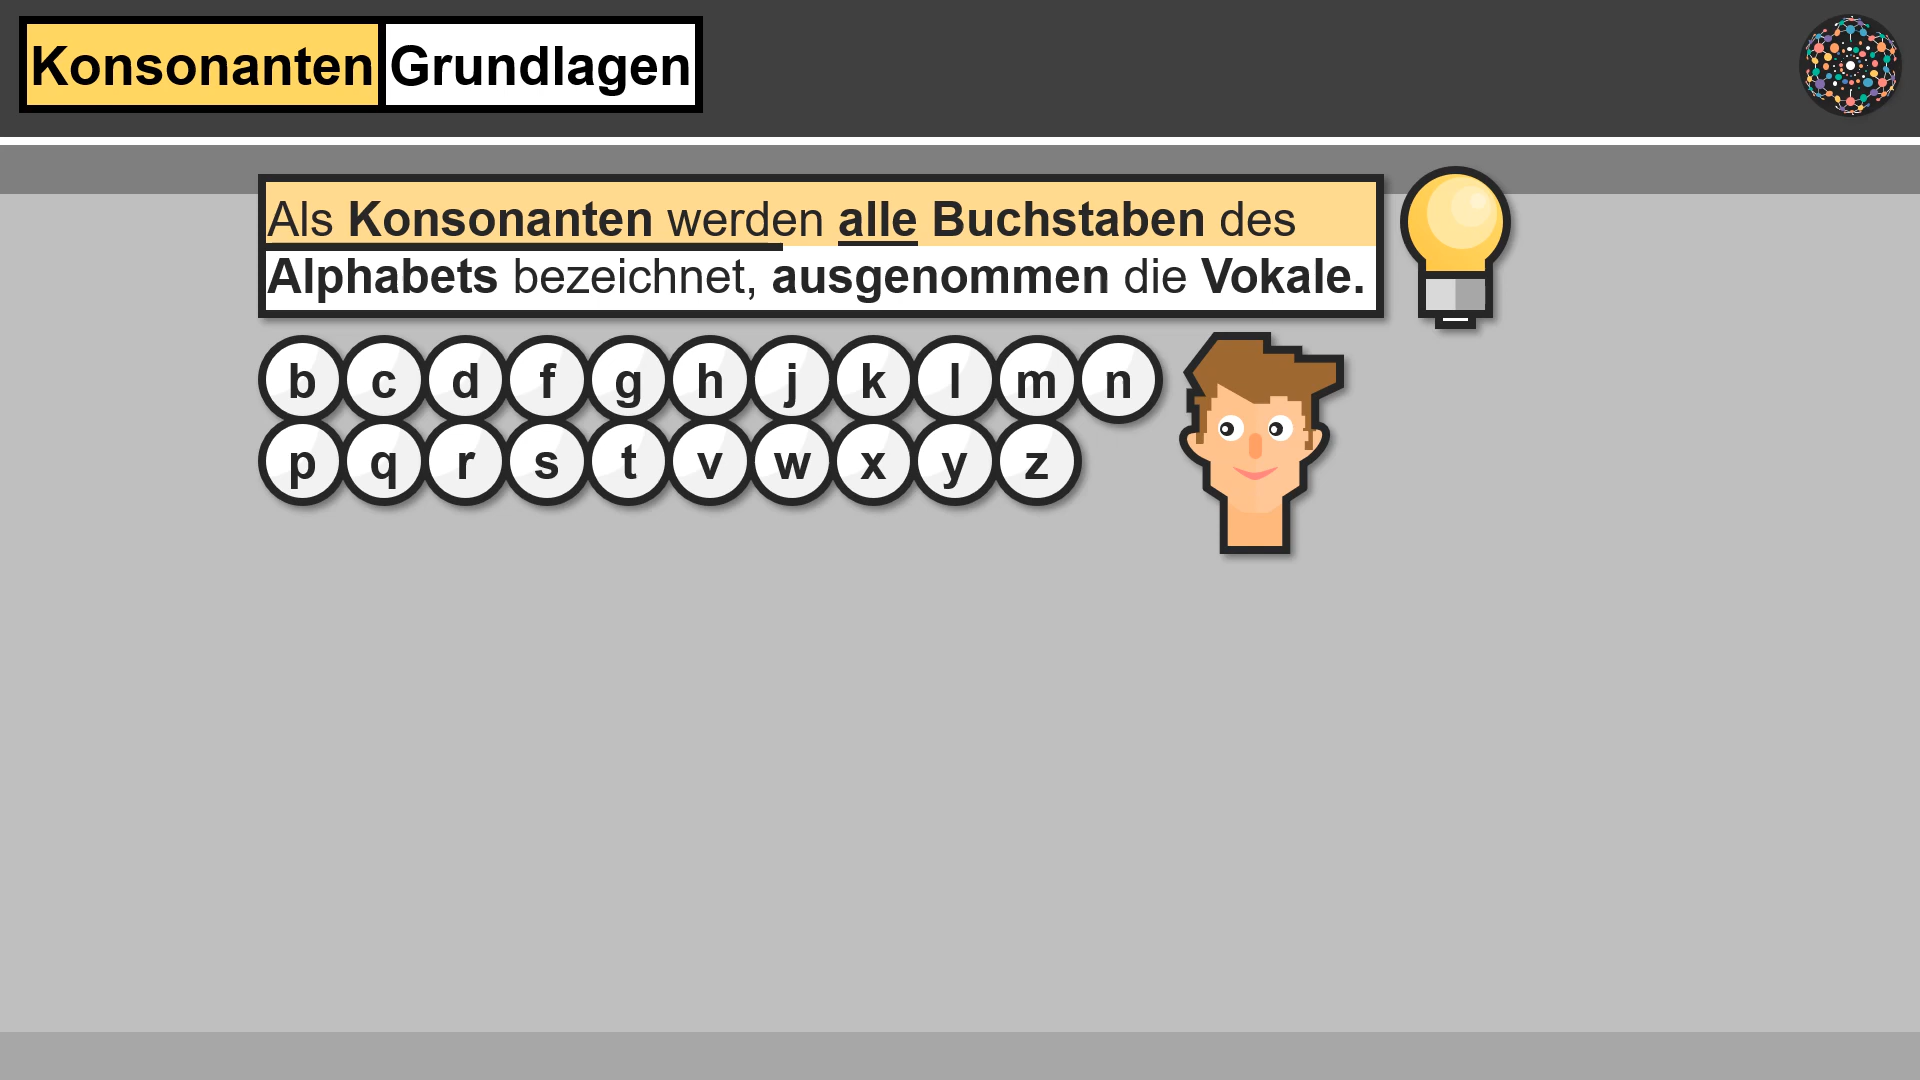 Konsonanten Grundlagen
Als Konsonanten werden alle Buchstaben des
Alphabets bezeichnet, ausgenommen die Vokale.
b c d f g h j k l m n
p q r s t v w x y z